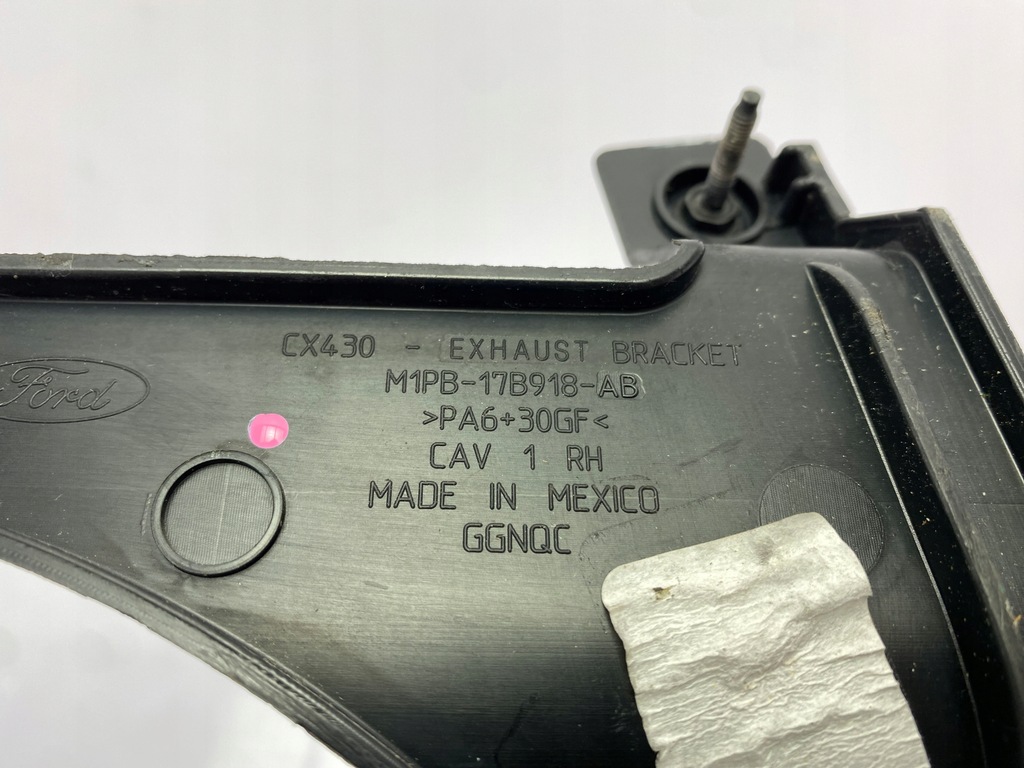 CX430 - EXHAUST BRACKET
M1PB-17B918-AB
Ford
>PA6+30GF<
CAV 1 RH
MADE IN MEXICO
GGNQC